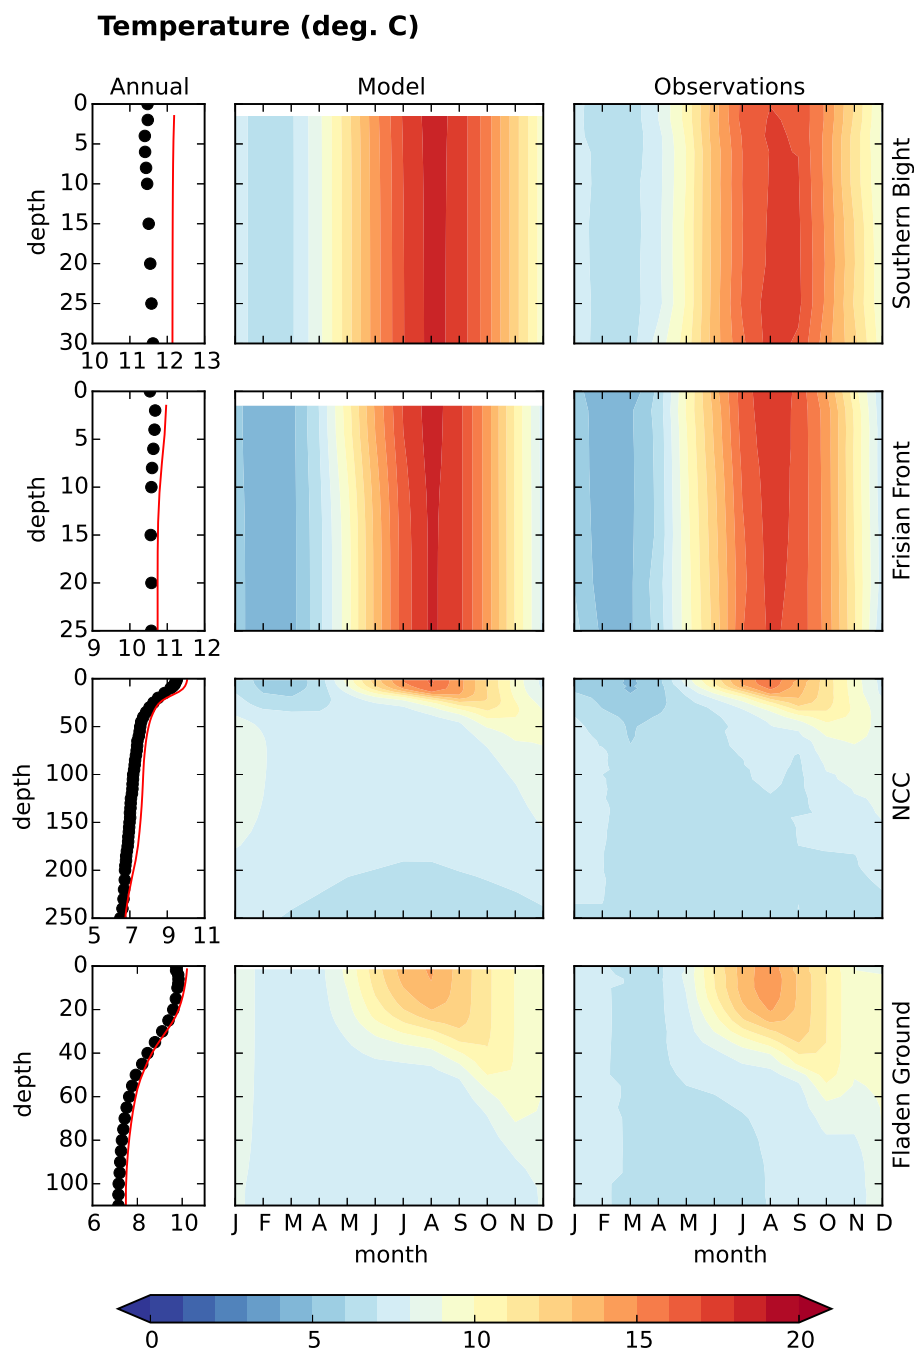 Temperature (deg. C)
Annual Model Observations
0
5
10
15
20
25
30
depth
10 11 12 13
Southern Bight
0
5
10
15
20
25
depth
9 10 11 12
Frisian Front
0
50
100
150
200
250
depth
5 7 9 11
NCC
0
20
40
60
80
100
depth
6 8 10
Fladen Ground
J F M A M J J A S O N D
J F M A M J J A S O N D
month month
0 5 10 15 20